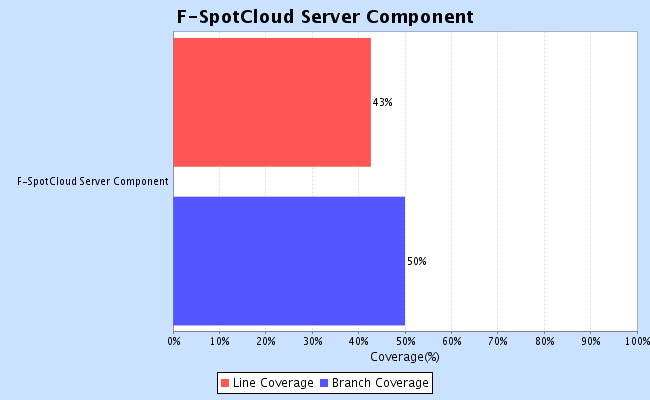 F-SpotCloud Server Component
43%
F-SpotCloud Server Component
50%
0% 10% 20% 30% 40% 50% 60% 70% 80% 90% 100%
Coverage(%)
Line Coverage Branch Coverage